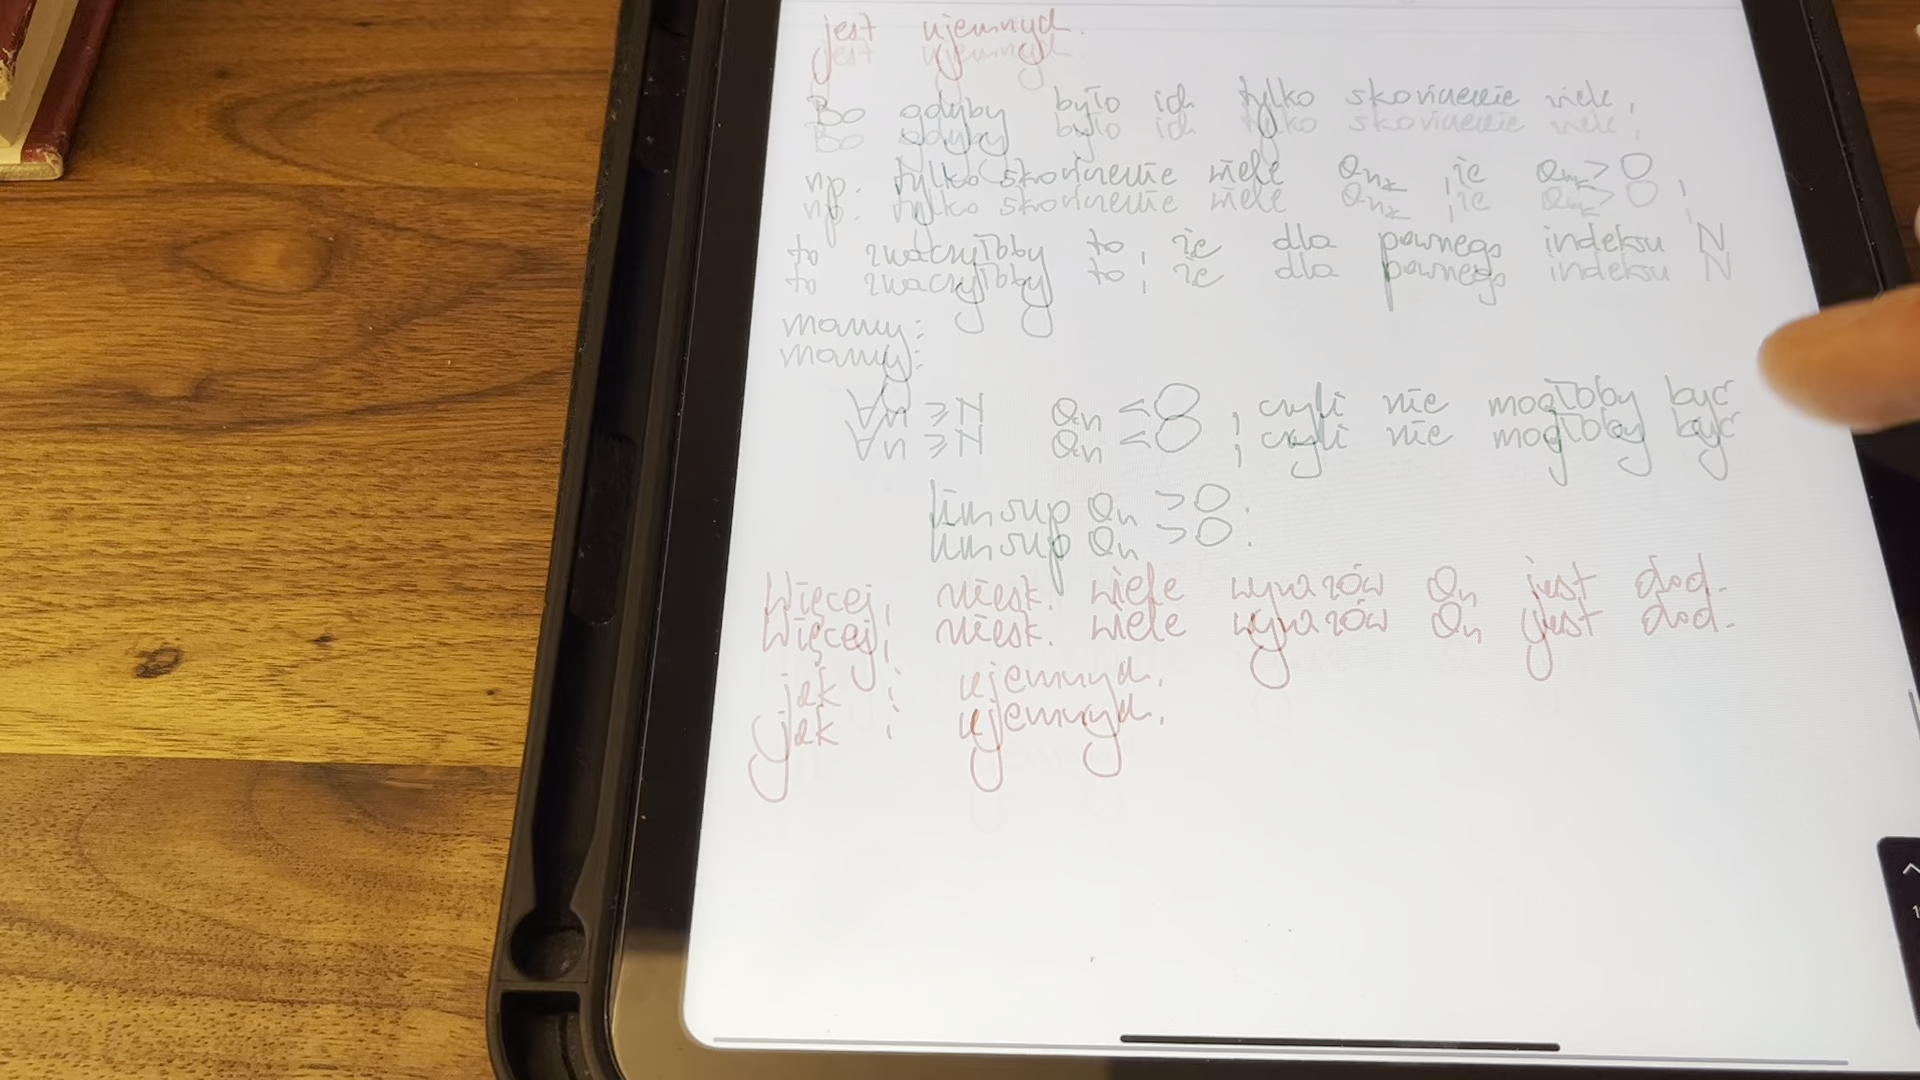 jest ujemnych.
Bo gdyby było ich tylko skończenie wiele,
np. tylko skończenie wiele a_{n_k}, że a_{n_k} > 0,
to znaczyłoby to, że dla pewnego indeksu N
mamy:
∀n ≥ N a_n < 0, czyli nie mogłoby być
lim sup a_n > 0.
Więcej, niesk. wiele wyrazów a_n jest dod.
jak i ujemnych.